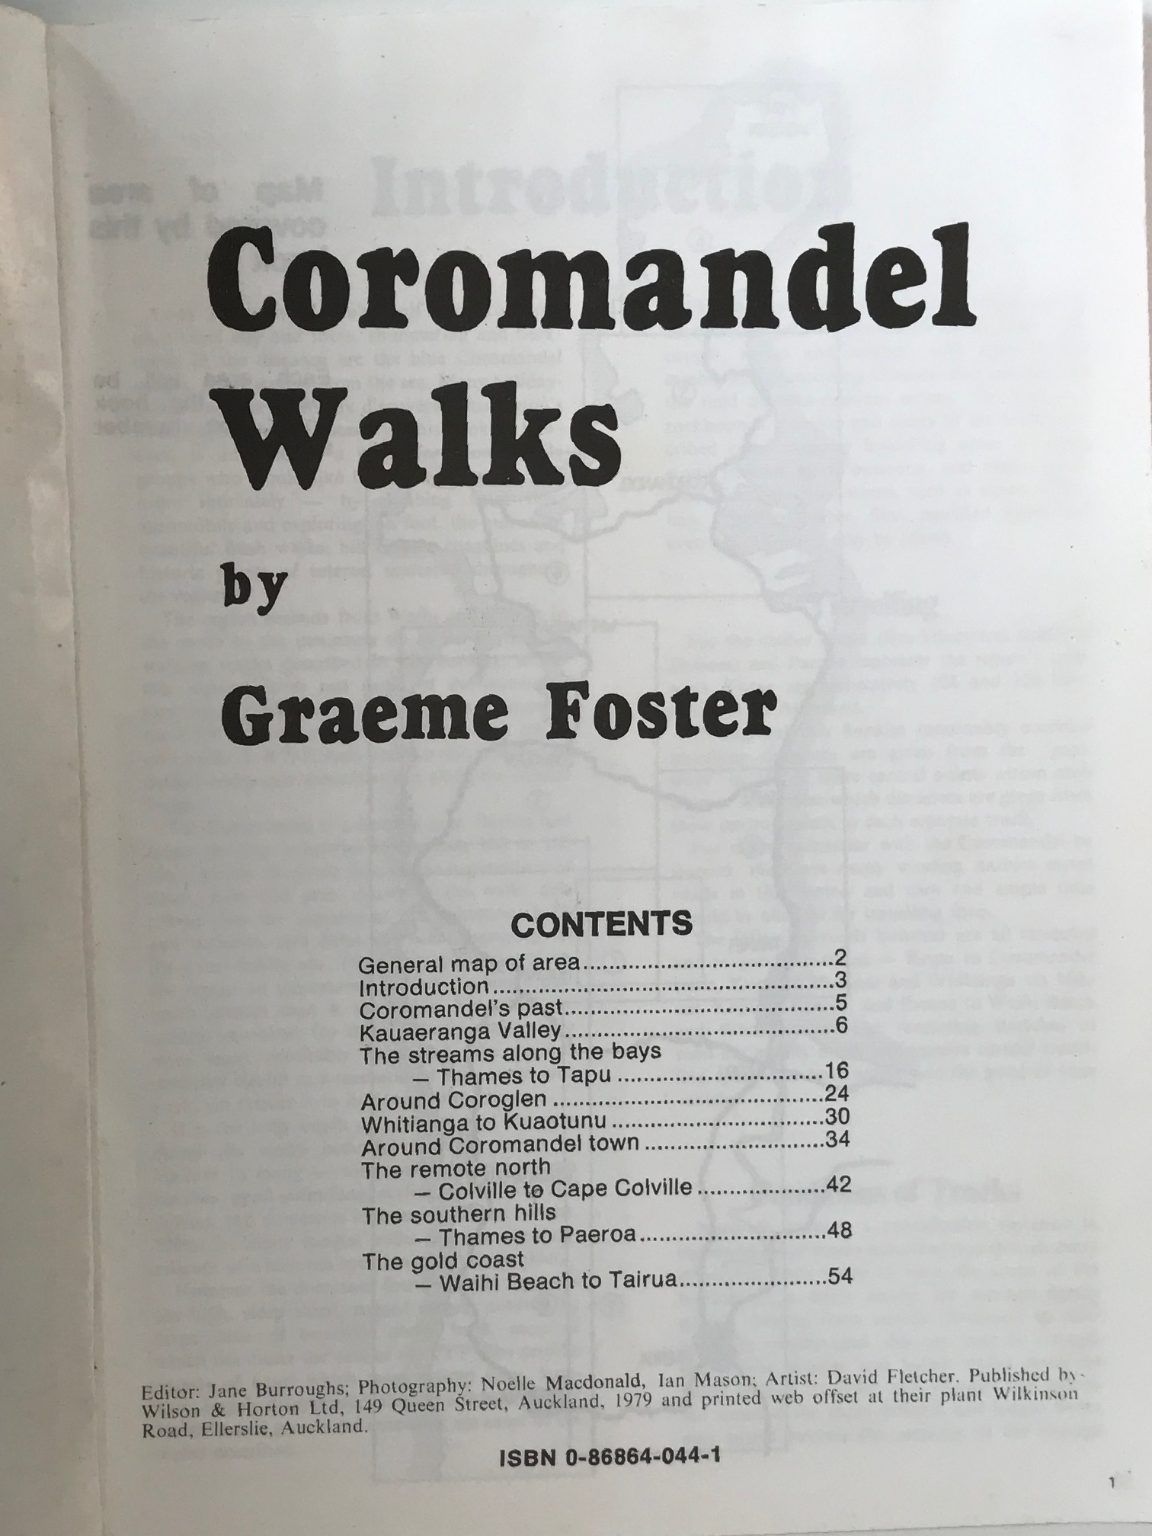 Coromandel
Walks
by
Graeme Foster
CONTENTS
General map of area......................................2
Introduction....................................................3
Coromandel's past.........................................5
Kauaeranga Valley.........................................6
The streams along the bays
— Thames to Tapu ...............................16
Around Coroglen .........................................24
Whitianga to Kuaotunu ................................30
Around Coromandel town ...........................34
The remote north
— Colville to Cape Colville ....................42
The southern hills
— Thames to Paeroa.............................48
The gold coast
— Waihi Beach to Tairua.......................54
Editor: Jane Burroughs; Photography: Noelle Macdonald, Ian Mason; Artist: David Fletcher. Published by
Wilson & Horton Ltd, 149 Queen Street, Auckland, 1979 and printed web offset at their plant Wilkinson
Road, Ellerslie, Auckland.
ISBN 0-86864-044-1
1